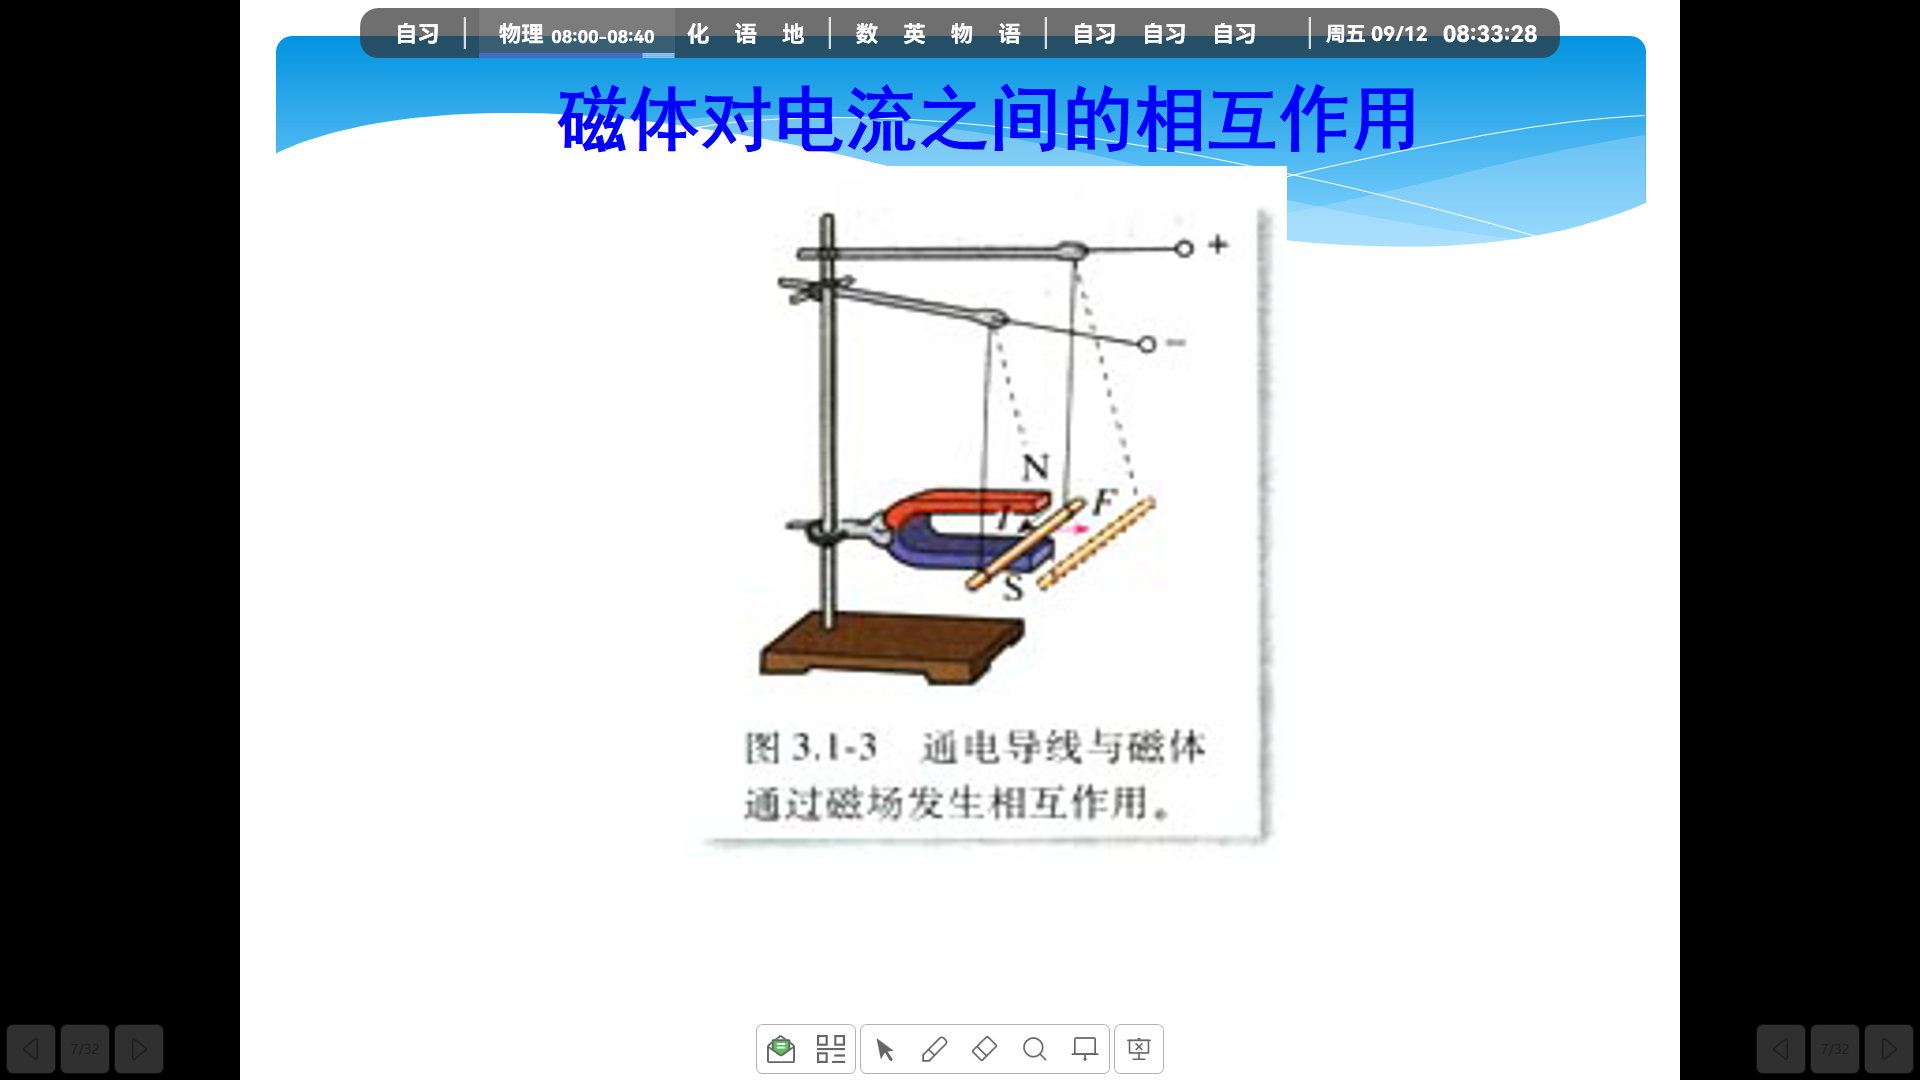 自习 物理 08:00-08:40 化 语 地 数 英 物 语 自习 自习 自习 周五 09/12 08:33:28
磁体对电流之间的相互作用
+
−
N
I F
S
图 3.1-3 通电导线与磁体
通过磁场发生相互作用。
7/32 7/32